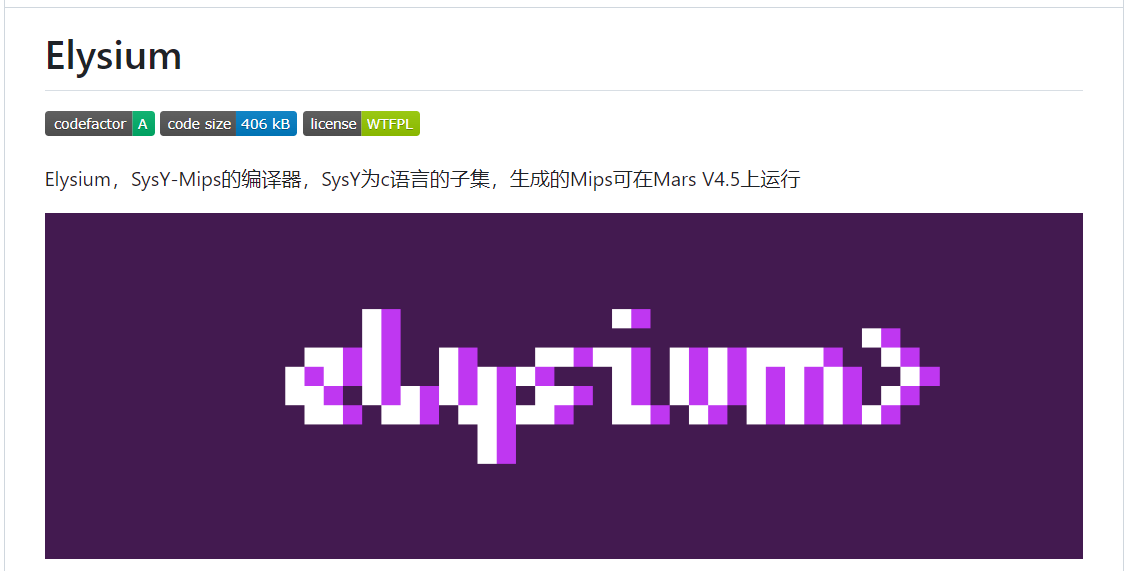 Elysium
codefactor A code size 406 kB license WTFPL
Elysium，SysY-Mips的编译器，SysY为c语言的子集，生成的Mips可在Mars V4.5上运行
elysium>